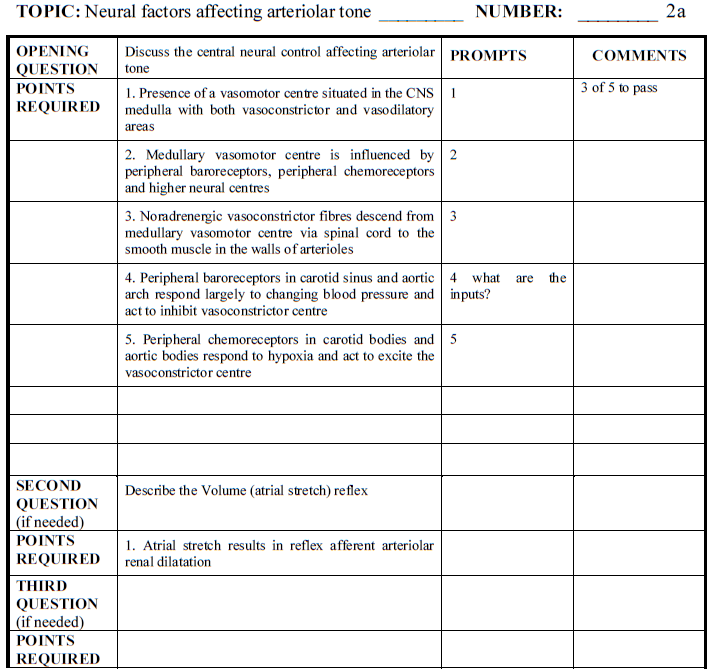 TOPIC: Neural factors affecting arteriolar tone ________ NUMBER: ________ 2a
OPENING QUESTION
Discuss the central neural control affecting arteriolar
tone
PROMPTS
COMMENTS
POINTS REQUIRED
1. Presence of a vasomotor centre situated in the CNS
medulla with both vasoconstrictor and vasodilatory
areas
1
3 of 5 to pass
2. Medullary vasomotor centre is influenced by
peripheral baroreceptors, peripheral chemoreceptors
and higher neural centres
2
3. Noradrenergic vasoconstrictor fibres descend from
medullary vasomotor centre via spinal cord to the
smooth muscle in the walls of arterioles
3
4. Peripheral baroreceptors in carotid sinus and aortic
arch respond largely to changing blood pressure and
act to inhibit vasoconstrictor centre
4 what are the
inputs?
5. Peripheral chemoreceptors in carotid bodies and
aortic bodies respond to hypoxia and act to excite the
vasoconstrictor centre
5
SECOND
QUESTION
(if needed)
Describe the Volume (atrial stretch) reflex
POINTS
REQUIRED
1. Atrial stretch results in reflex afferent arteriolar
renal dilatation
THIRD
QUESTION
(if needed)
POINTS
REQUIRED